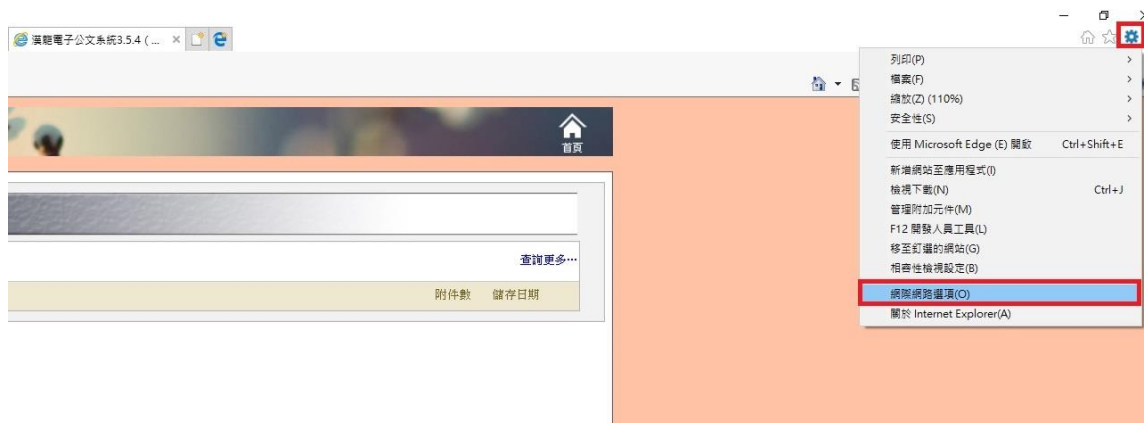 漢龍電子公文系統3.5.4 ( ...
列印(P)
檔案(F)
縮放(Z) (110%)
安全性(S)
使用 Microsoft Edge (E) 開啟 Ctrl+Shift+E
新增網站至應用程式(I)
檢視下載(N) Ctrl+J
管理附加元件(M)
F12 開發人員工具(L)
移至釘選的網站(G)
相容性檢視設定(B)
網際網路選項(O)
關於 Internet Explorer(A)
首頁
查詢更多…
附件數 儲存日期